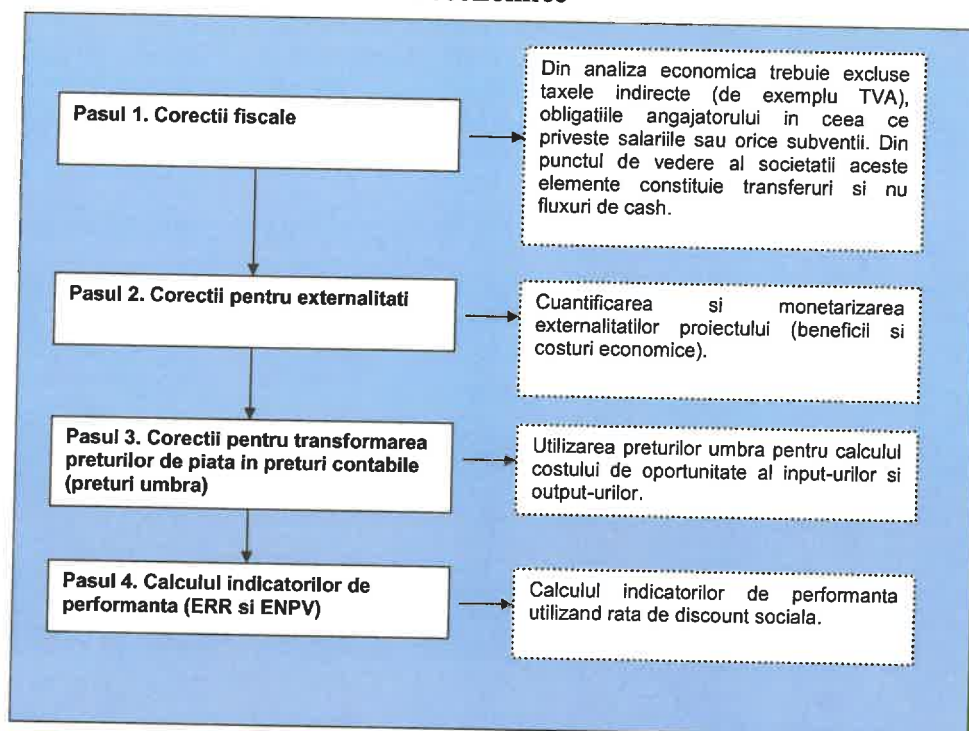 Pasul 1. Corectii fiscale
Din analiza economica trebuie excluse
taxele indirecte (de exemplu TVA),
obligatiile angajatorului in ceea ce
priveste salariile sau orice subventii. Din
punctul de vedere al societatii aceste
elemente constituie transferuri si nu
fluxuri de cash.
Pasul 2. Corectii pentru externalitati
Cuantificarea si monetarizarea
externalitatilor proiectului (beneficii si
costuri economice).
Pasul 3. Corectii pentru transformarea
preturilor de piata in preturi contabile
(preturi umbra)
Utilizarea preturilor umbra pentru calculul
costului de oportunitate al input-urilor si
output-urilor.
Pasul 4. Calculul indicatorilor de
performanta (ERR si ENPV)
Calculul indicatorilor de performanta
utilizand rata de discount sociala.